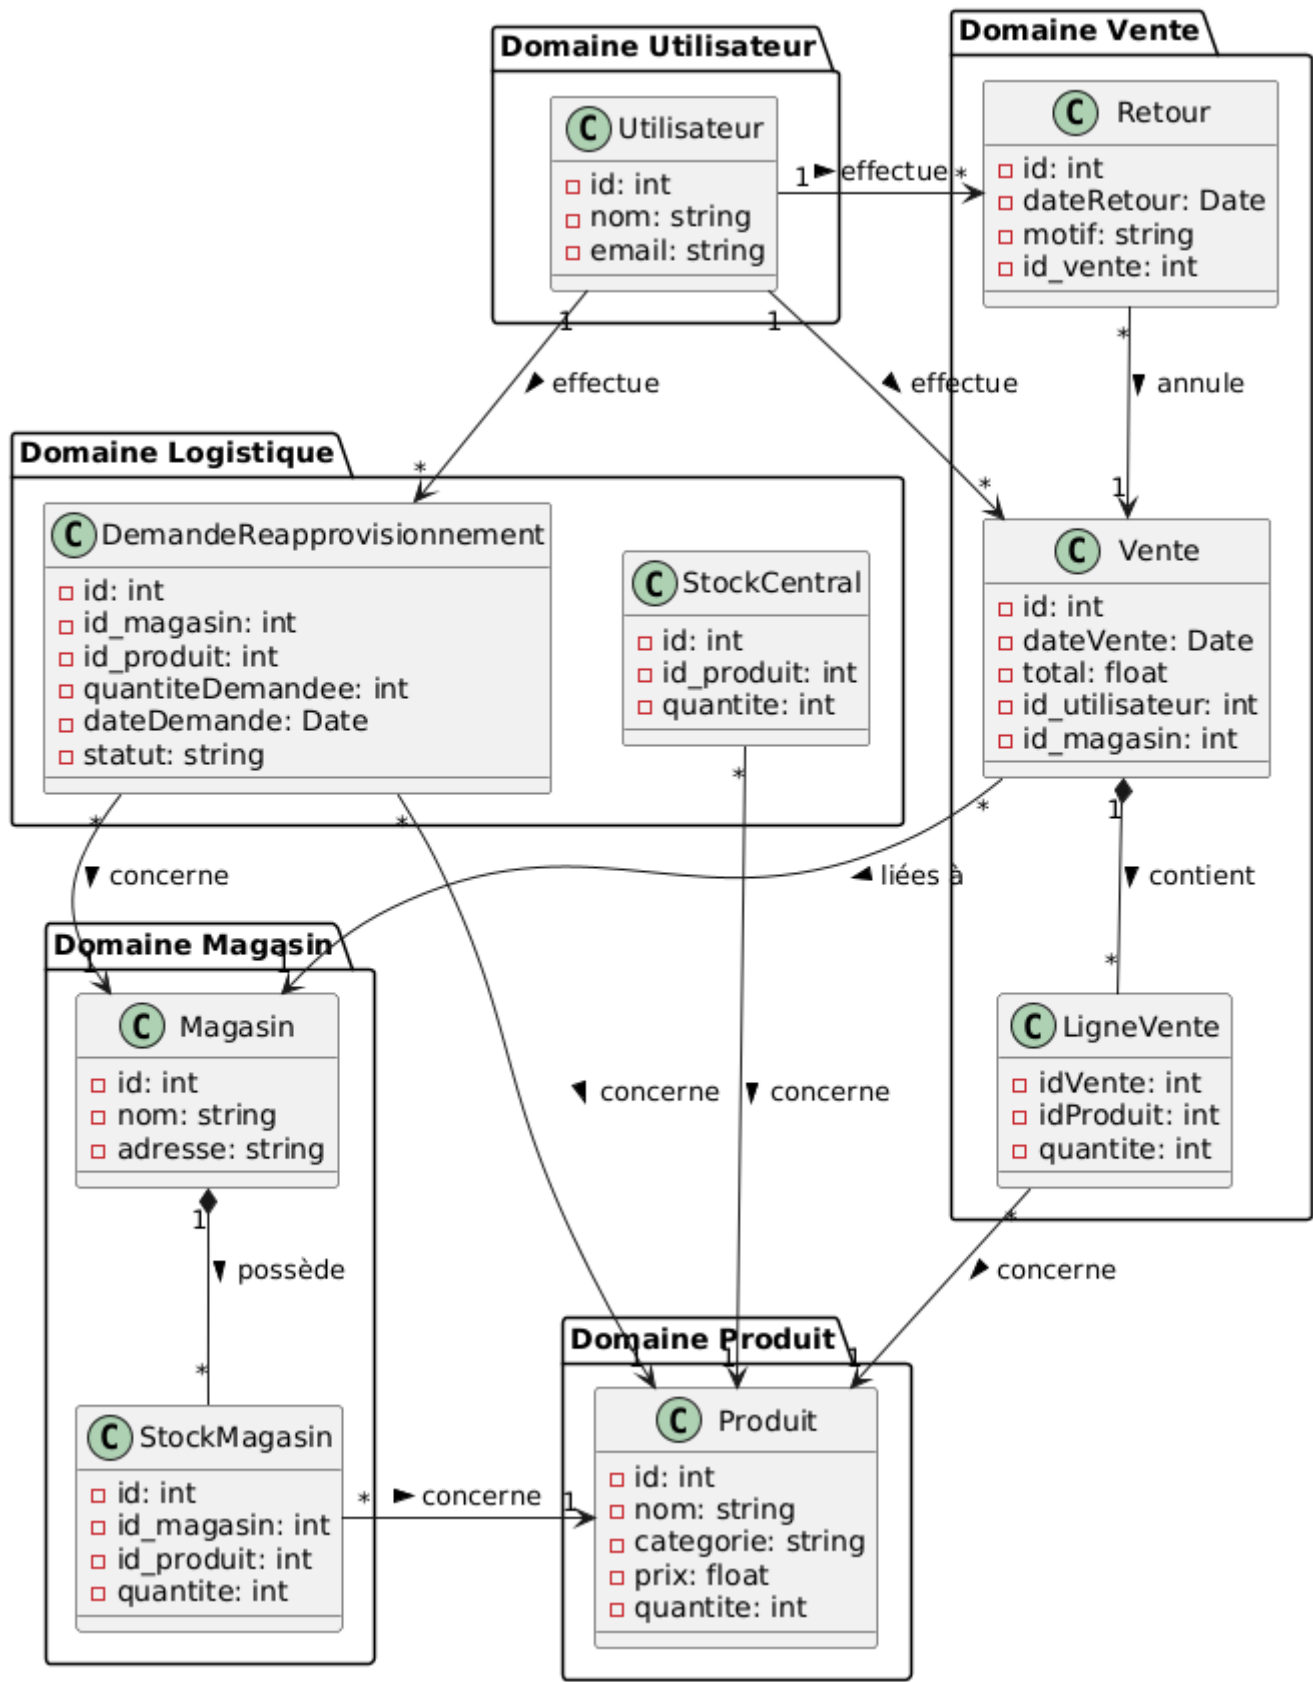 Domaine Utilisateur
C Utilisateur
id: int
nom: string
email: string
Domaine Vente
C Retour
id: int
dateRetour: Date
motif: string
id_vente: int
1 effectue *
1
1
*
effectue
effectue
annule
*
*
1
Domaine Logistique
C DemandeReapprovisionnement
id: int
id_magasin: int
id_produit: int
quantiteDemandee: int
dateDemande: Date
statut: string
C StockCentral
id: int
id_produit: int
quantite: int
C Vente
id: int
dateVente: Date
total: float
id_utilisateur: int
id_magasin: int
*
*
*
*
1
concerne
liées à
contient
*
Domaine Magasin
1
1
C Magasin
id: int
nom: string
adresse: string
concerne
concerne
C LigneVente
idVente: int
idProduit: int
quantite: int
1
*
possède
concerne
*
Domaine Produit
1
1
1
C StockMagasin
id: int
id_magasin: int
id_produit: int
quantite: int
* concerne 1
C Produit
id: int
nom: string
categorie: string
prix: float
quantite: int